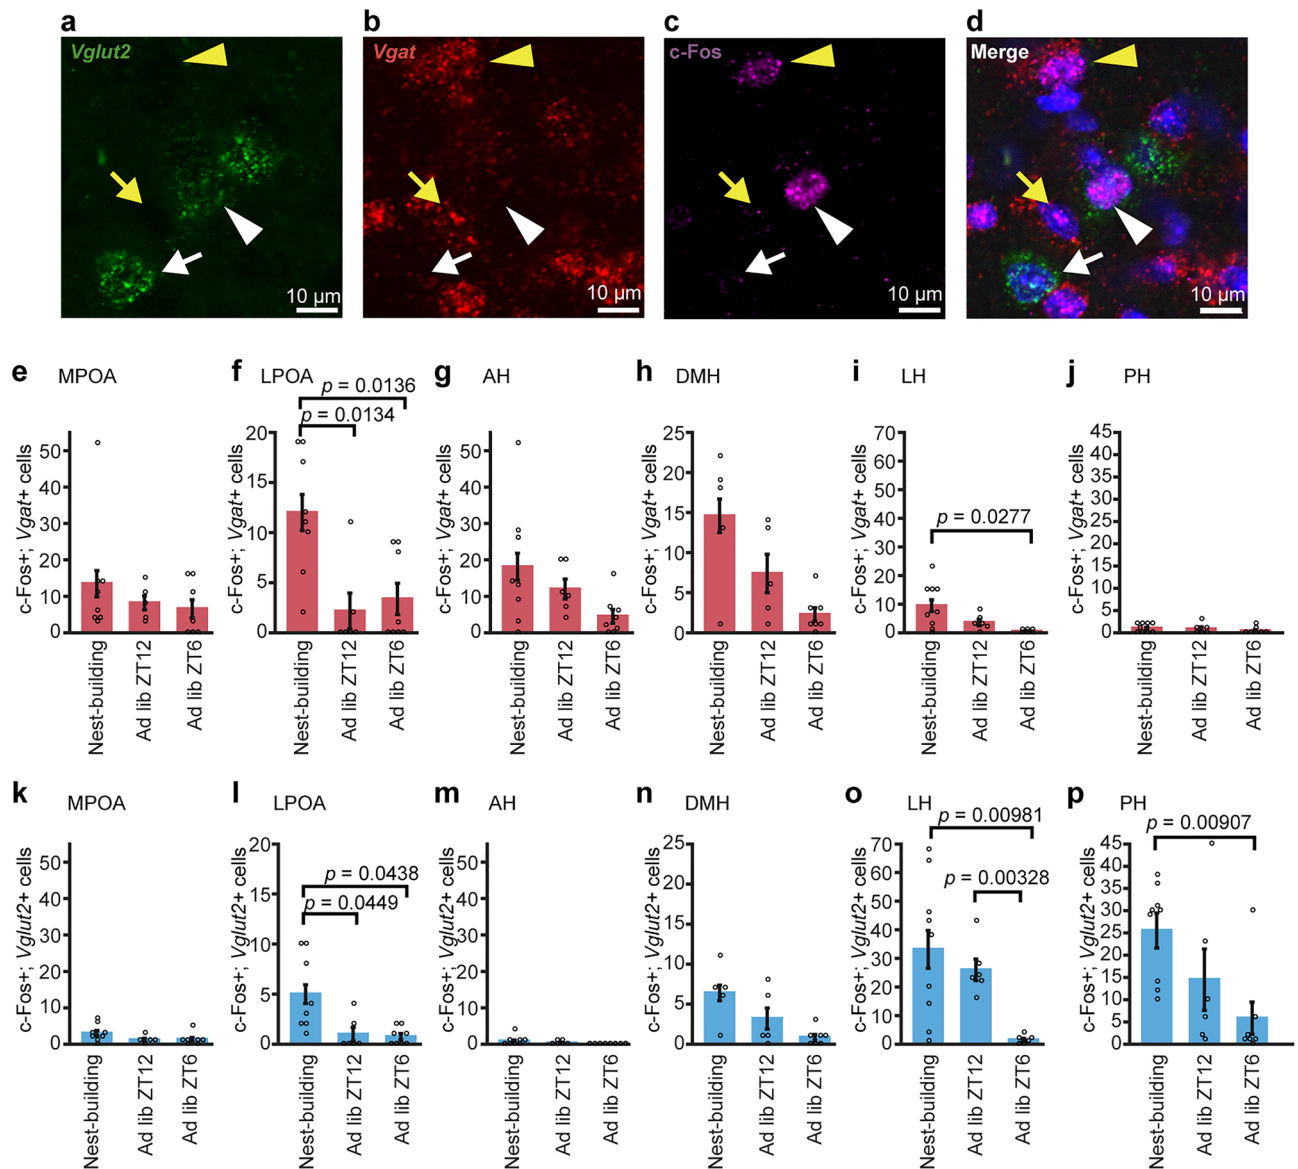 a
b
c
d
Vglut2
Vgat
c-Fos
Merge
10 µm
10 µm
10 µm
10 µm
e MPOA
f LPOA
g AH
h DMH
i LH
j PH
p = 0.0136
p = 0.0134
p = 0.0277
c-Fos+; Vgat+ cells
50
40
30
20
10
0
c-Fos+; Vgat+ cells
20
15
10
5
0
c-Fos+; Vgat+ cells
50
40
30
20
10
0
c-Fos+; Vgat+ cells
25
20
15
10
5
0
c-Fos+; Vgat+ cells
70
60
50
40
30
20
10
0
c-Fos+; Vgat+ cells
45
40
35
30
25
20
15
10
5
0
Nest-building
Ad lib ZT12
Ad lib ZT6
Nest-building
Ad lib ZT12
Ad lib ZT6
Nest-building
Ad lib ZT12
Ad lib ZT6
Nest-building
Ad lib ZT12
Ad lib ZT6
Nest-building
Ad lib ZT12
Ad lib ZT6
Nest-building
Ad lib ZT12
Ad lib ZT6
k MPOA
l LPOA
m AH
n DMH
o LH
p PH
p = 0.0438
p = 0.0449
p = 0.00981
p = 0.00328
p = 0.00907
c-Fos+; Vglut2+ cells
50
40
30
20
10
0
c-Fos+; Vglut2+ cells
20
15
10
5
0
c-Fos+; Vglut2+ cells
50
40
30
20
10
0
c-Fos+; Vglut2+ cells
25
20
15
10
5
0
c-Fos+; Vglut2+ cells
70
60
50
40
30
20
10
0
c-Fos+; Vglut2+ cells
45
40
35
30
25
20
15
10
5
0
Nest-building
Ad lib ZT12
Ad lib ZT6
Nest-building
Ad lib ZT12
Ad lib ZT6
Nest-building
Ad lib ZT12
Ad lib ZT6
Nest-building
Ad lib ZT12
Ad lib ZT6
Nest-building
Ad lib ZT12
Ad lib ZT6
Nest-building
Ad lib ZT12
Ad lib ZT6